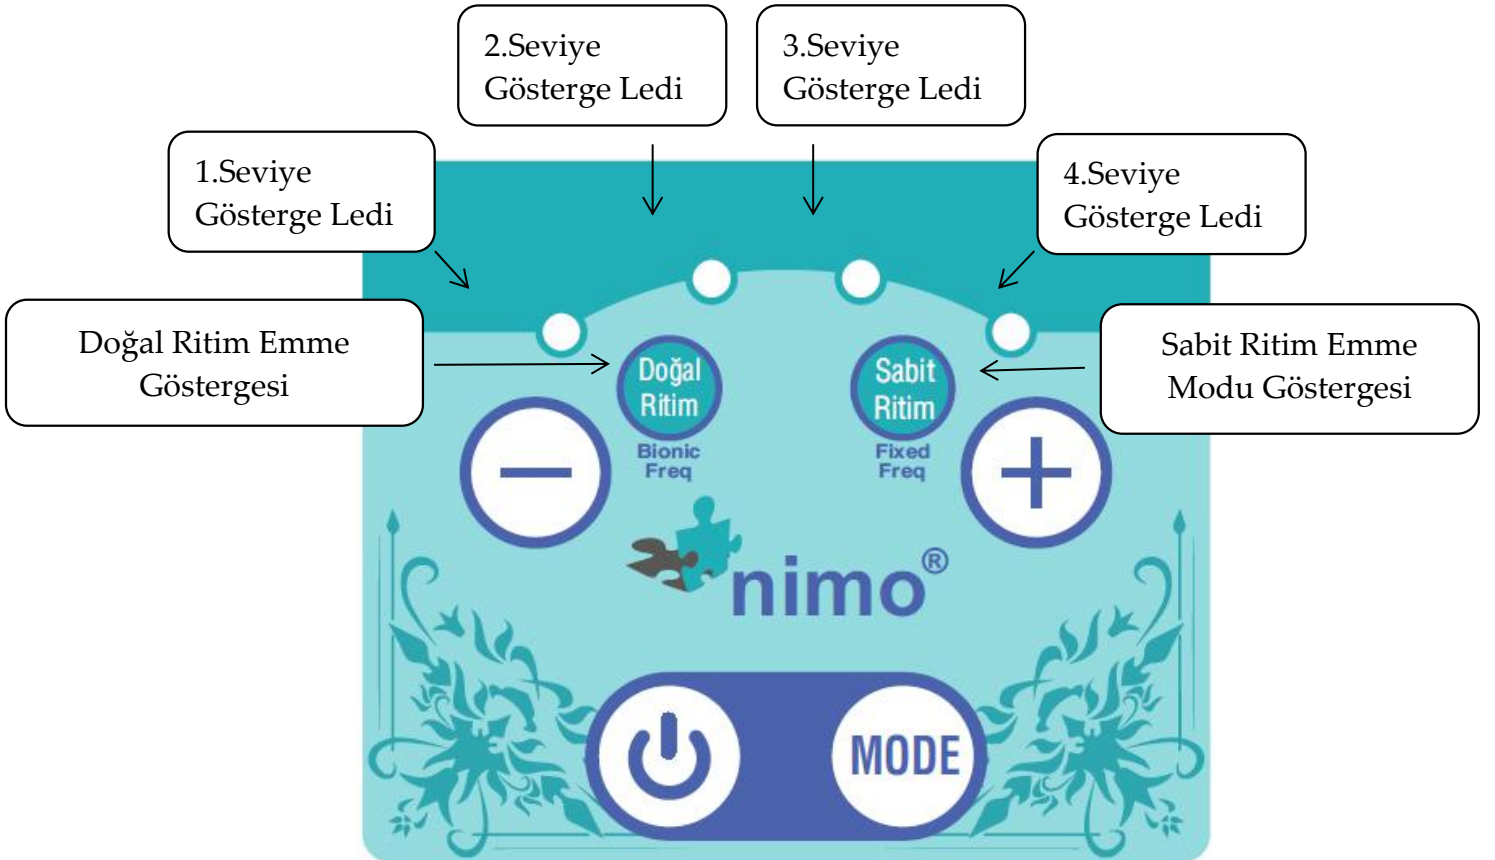 2.Seviye
Gösterge Ledi
3.Seviye
Gösterge Ledi
1.Seviye
Gösterge Ledi
4.Seviye
Gösterge Ledi
Doğal Ritim Emme
Göstergesi
Sabit Ritim Emme
Modu Göstergesi
Doğal
Ritim
Bionic
Freq
Sabit
Ritim
Fixed
Freq
nimo®
MODE